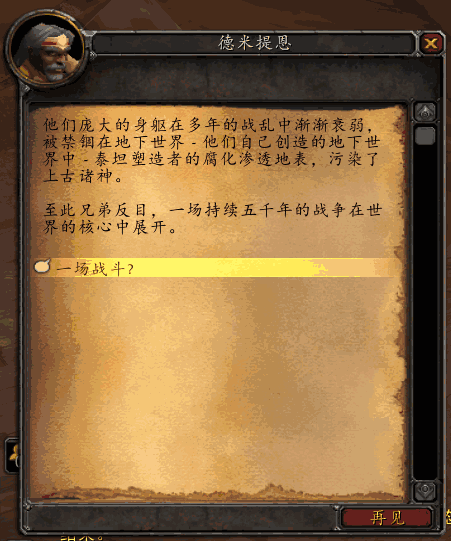 德米提恩
他们庞大的身躯在多年的战乱中渐渐衰弱，
被禁锢在地下世界 - 他们自己创造的地下世
界中 - 泰坦塑造者的腐化渗透地表，污染了
上古诸神。
至此兄弟反目，一场持续五千年的战争在世
界的核心中展开。
一场战斗？
再见